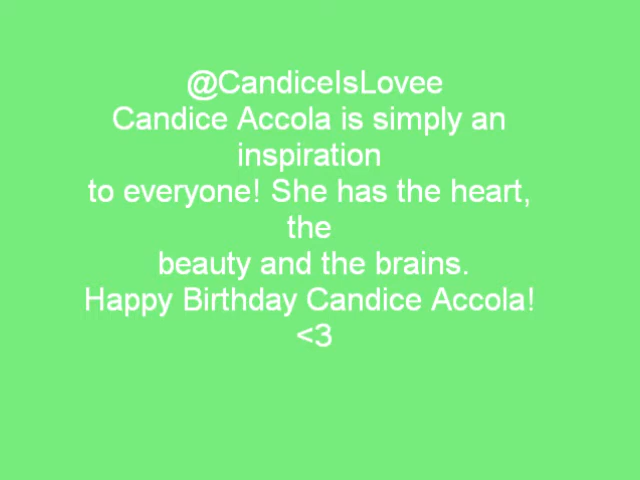 @CandiceIsLovee
Candice Accola is simply an
inspiration
to everyone! She has the heart,
the
beauty and the brains.
Happy Birthday Candice Accola!
<3